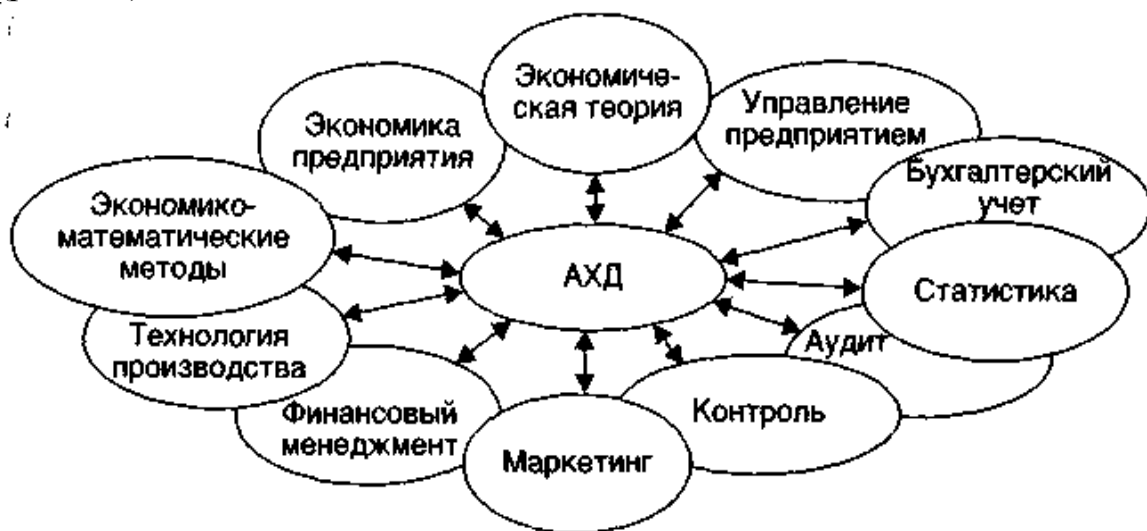 Экономиче-
ская теория
Экономика
предприятия
Управление
предприятием
Бухгалтерский
учет
Экономико-
математические
методы
АХД
Статистика
Технология
производства
Аудит
Финансовый
менеджмент
Контроль
Маркетинг